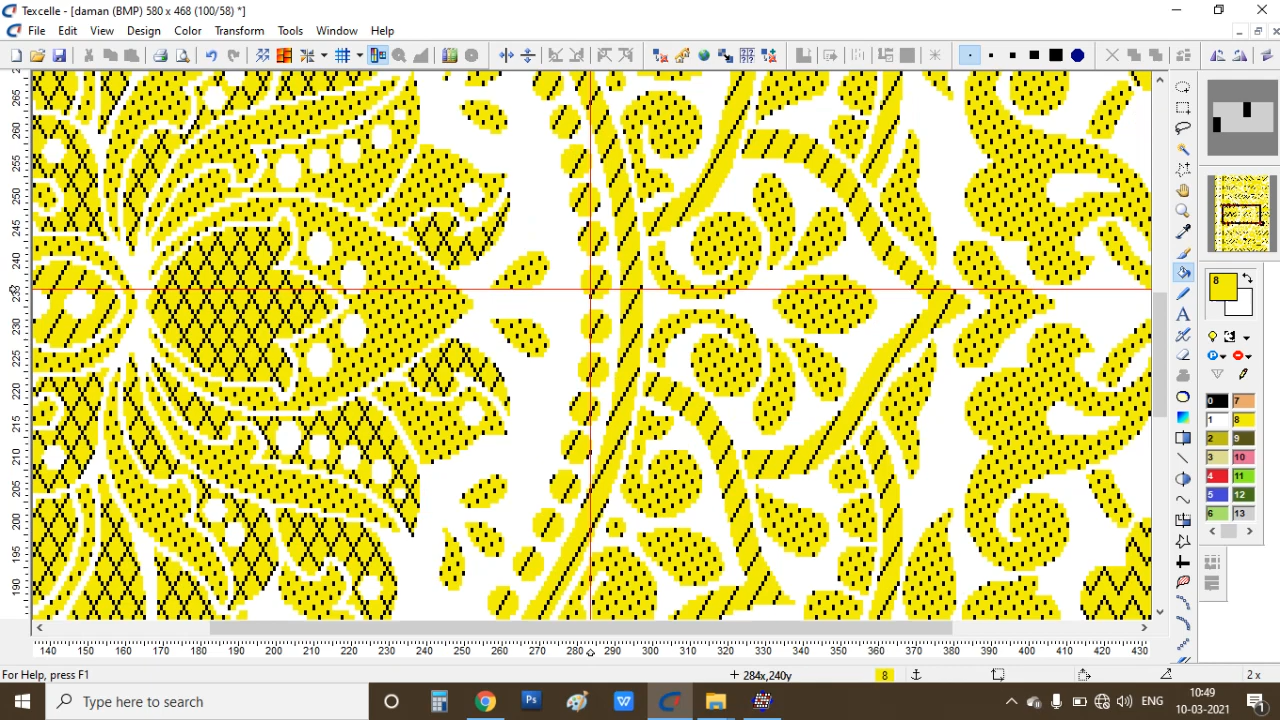 Texcelle - [daman (BMP) 580 x 468 (100/58) *]
File Edit View Design Color Transform Tools Window Help
265
260
255
250
245
240
235
230
225
220
215
210
205
200
195
190
8
0 7
1 8
2 9
3 10
4 11
5 12
6 13
140 150 160 170 180 190 200 210 220 230 240 250 260 270 280 290 300 310 320 330 340 350 360 370 380 390 400 410 420 430
For Help, press F1
284x,240y
8
2 x
Type here to search
Ps
W
ENG
10:49
10-03-2021
1